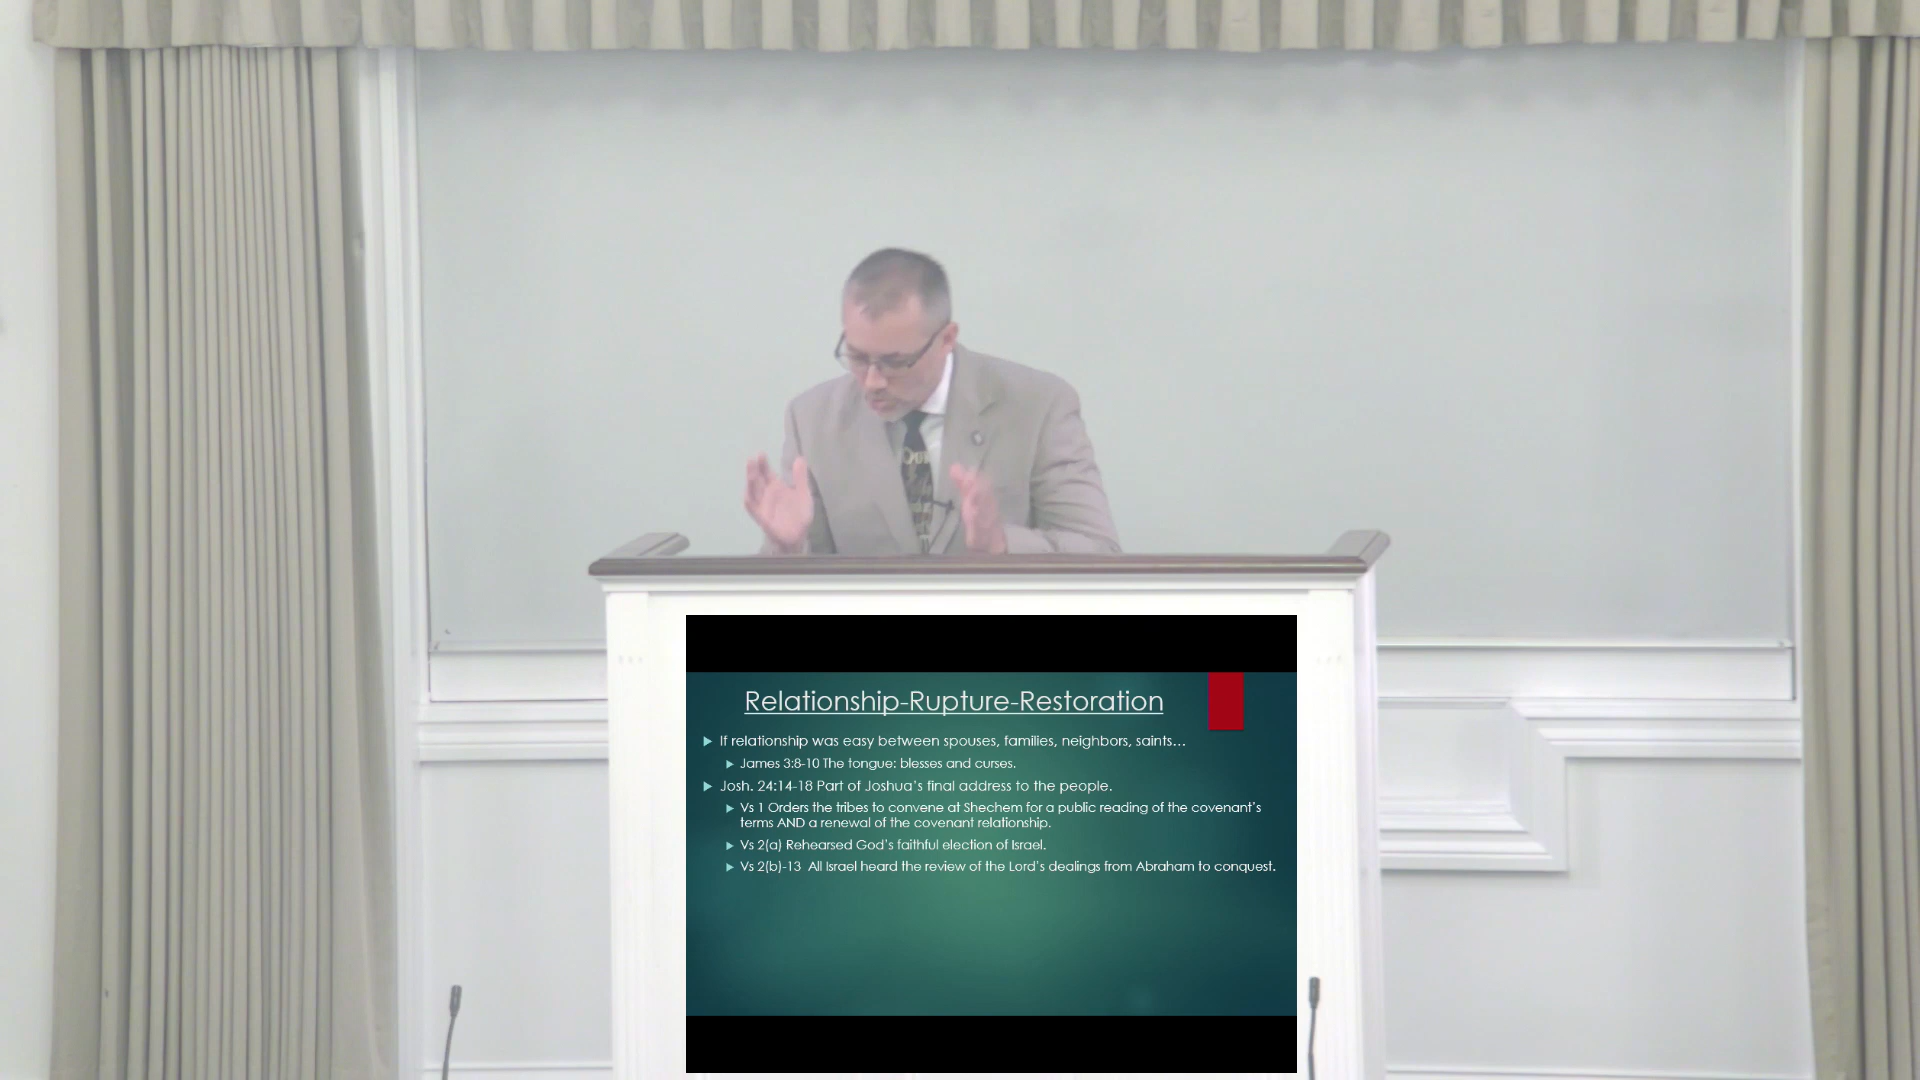 Relationship-Rupture-Restoration
If relationship was easy between spouses, families, neighbors, saints…
James 3:8-10 The tongue: blesses and curses.
Josh. 24:14-18 Part of Joshua's final address to the people.
Vs 1 Orders the tribes to convene at Shechem for a public reading of the covenant's
terms AND a renewal of the covenant relationship.
Vs 2(a) Rehearsed God's faithful election of Israel.
Vs 2(b)-13  All Israel heard the review of the Lord's dealings from Abraham to conquest.